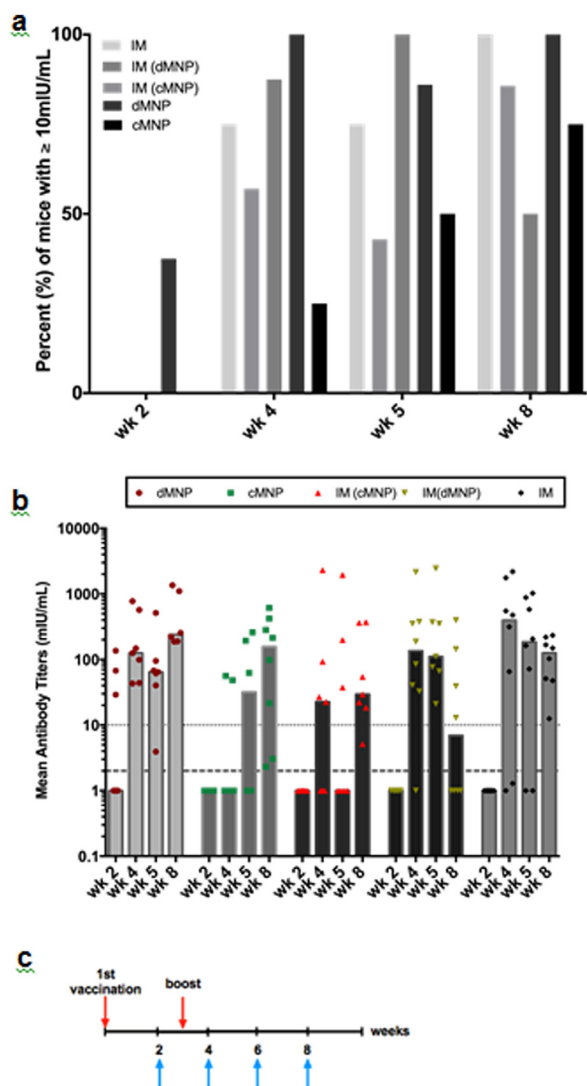 a
IM
IM (dMNP)
IM (cMNP)
dMNP
cMNP
Percent (%) of mice with ≥ 10mIU/mL
100
50
0
wk 2
wk 4
wk 5
wk 8
b
dMNP
cMNP
IM (cMNP)
IM(dMNP)
IM
Mean Antibody Titers (mIU/mL)
10000
1000
100
10
1
0.1
wk 2
wk 4
wk 5
wk 8
wk 2
wk 4
wk 5
wk 8
wk 2
wk 4
wk 5
wk 8
wk 2
wk 4
wk 5
wk 8
wk 2
wk 4
wk 5
wk 8
c
1st
vaccination
boost
weeks
2
4
6
8